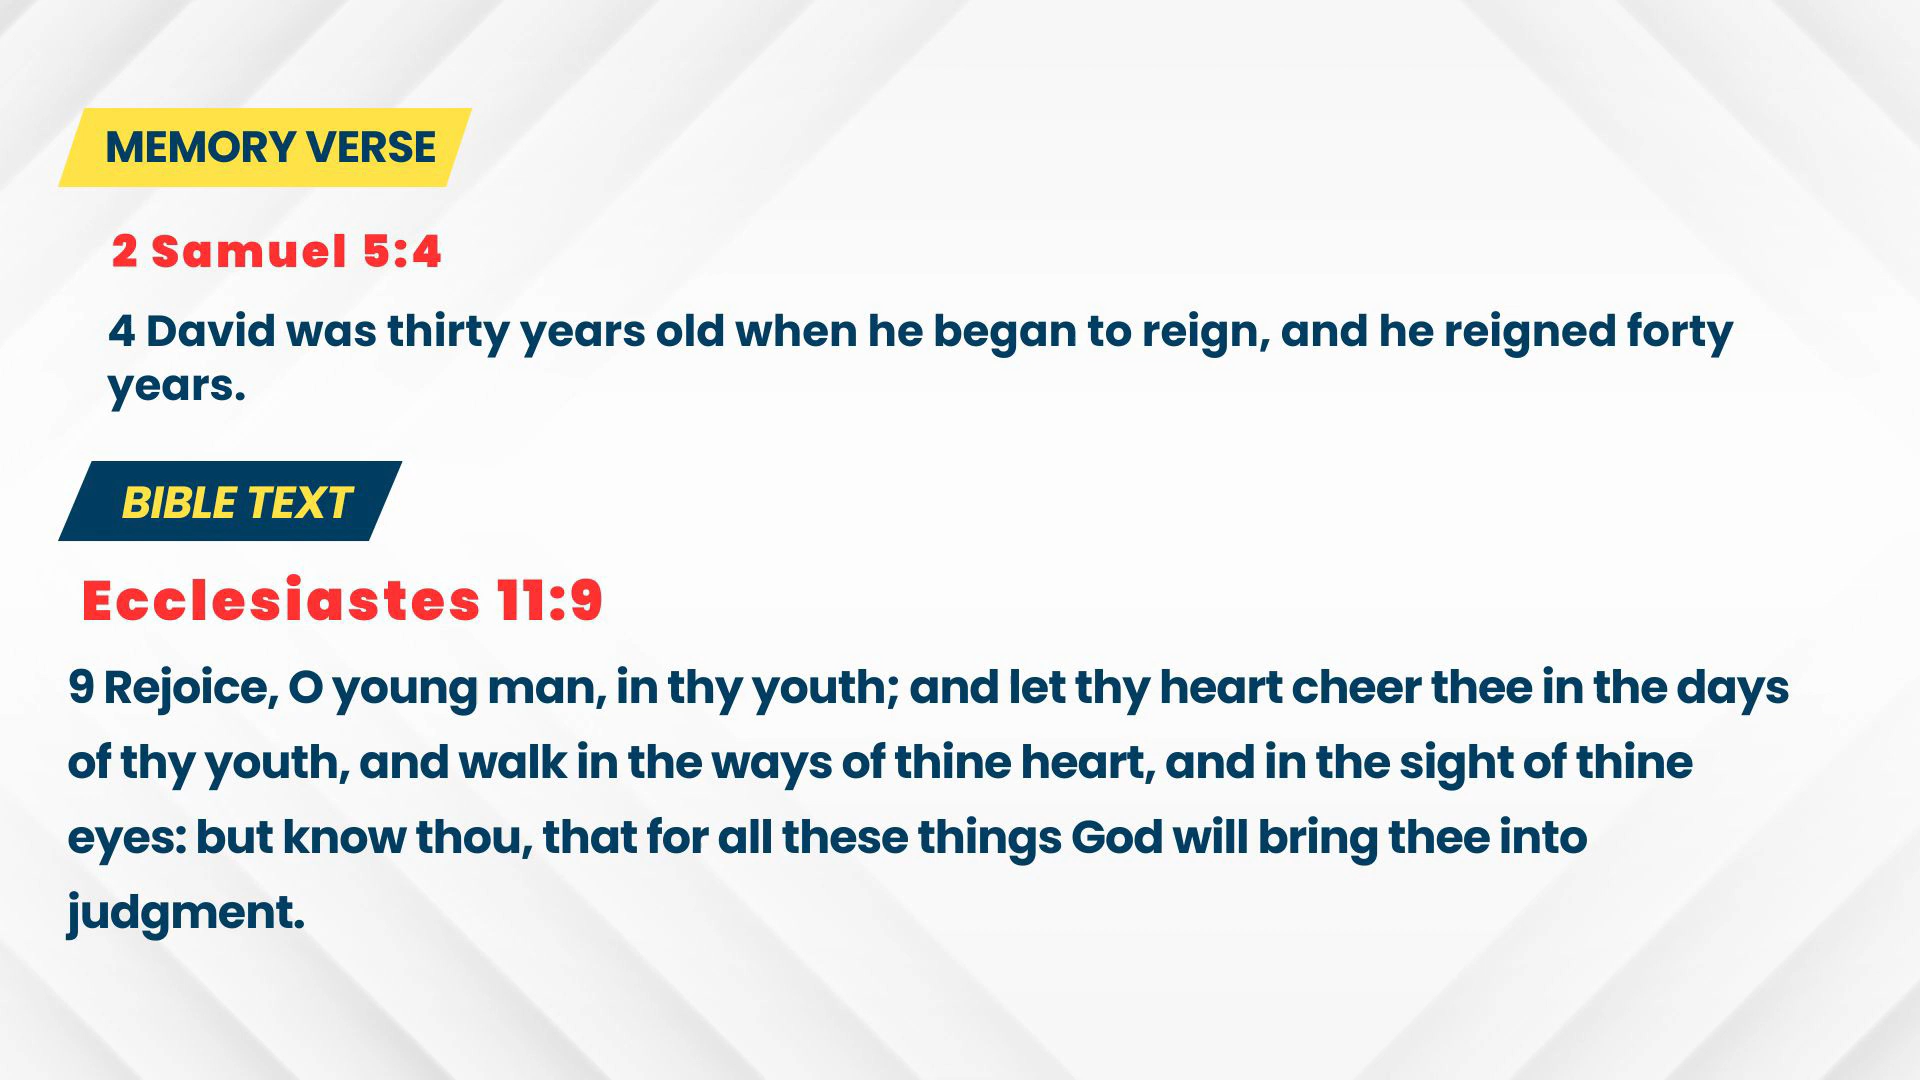 MEMORY VERSE
2 Samuel 5:4
4 David was thirty years old when he began to reign, and he reigned forty
years.
BIBLE TEXT
Ecclesiastes 11:9
9 Rejoice, O young man, in thy youth; and let thy heart cheer thee in the days
of thy youth, and walk in the ways of thine heart, and in the sight of thine
eyes: but know thou, that for all these things God will bring thee into
judgment.